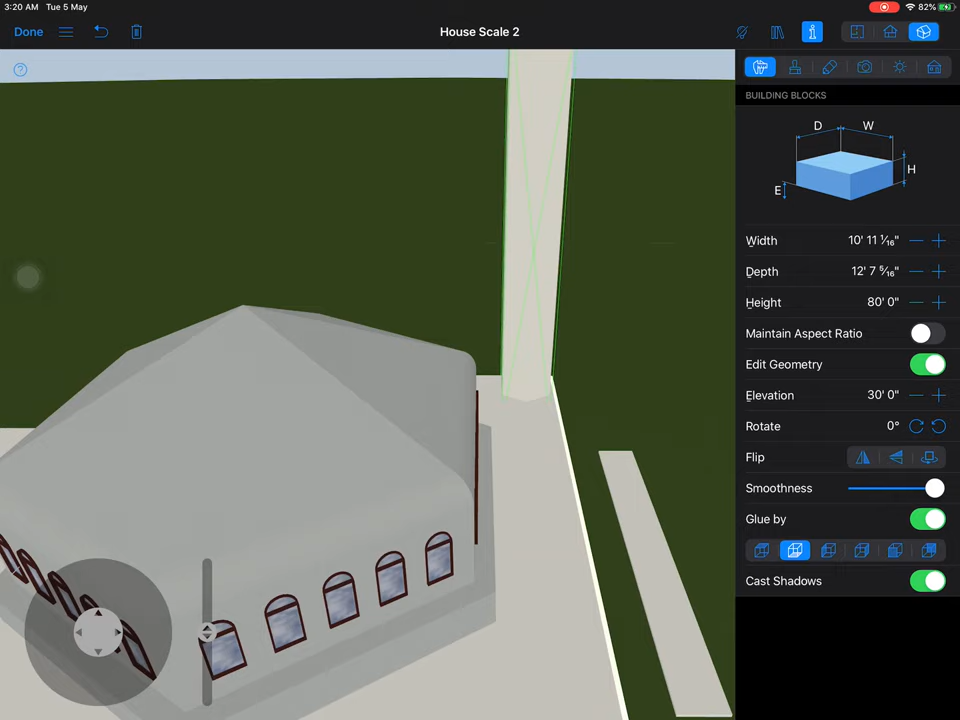 3:20 AM Tue 5 May
82%
Done
House Scale 2
BUILDING BLOCKS
D W
H
E
Width 10' 11 1/16"
Depth 12' 7 5/16"
Height 80' 0"
Maintain Aspect Ratio
Edit Geometry
Elevation 30' 0"
Rotate 0°
Flip
Smoothness
Glue by
Cast Shadows